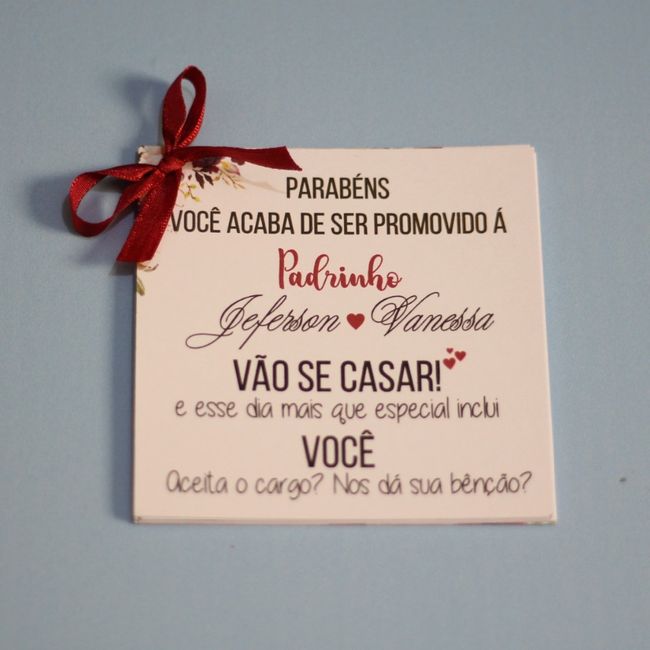 PARABÉNS
VOCÊ ACABA DE SER PROMOVIDO Á
Padrinho
Jeferson Vanessa
VÃO SE CASAR!
e esse dia mais que especial inclui
VOCÊ
Aceita o cargo? Nos dá sua bênção?